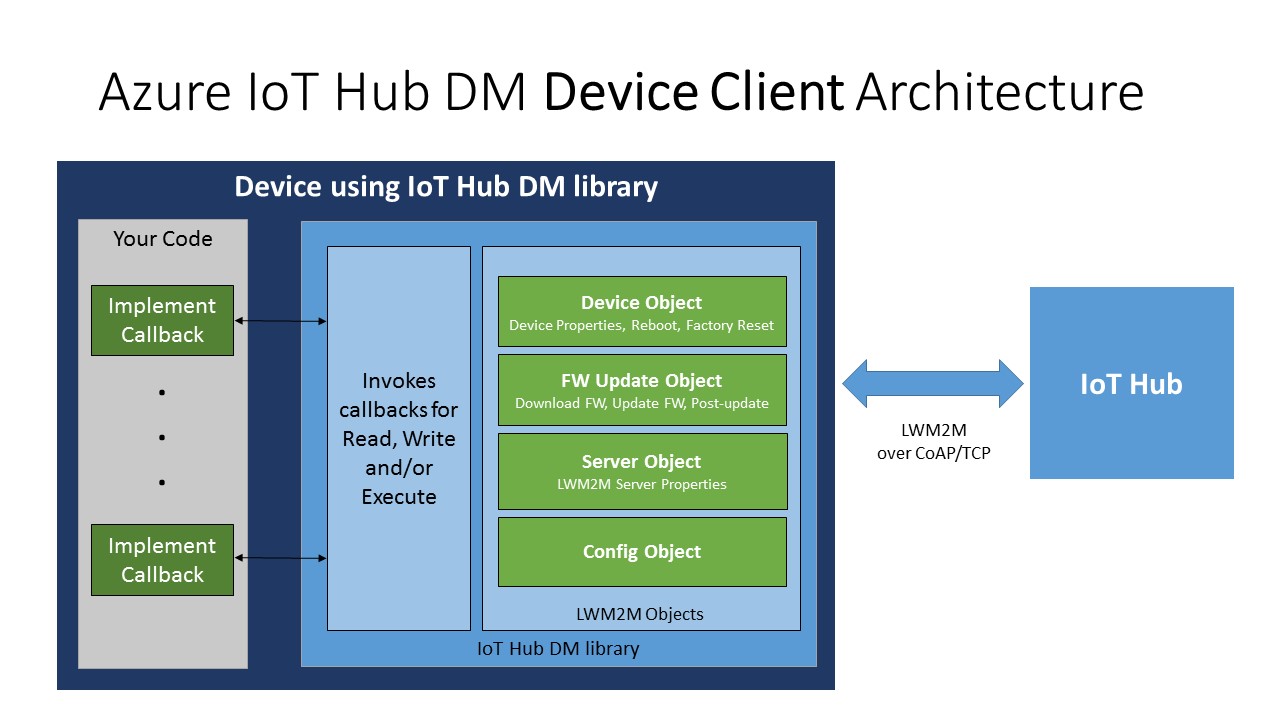 Azure IoT Hub DM Device Client Architecture
Device using IoT Hub DM library
Your Code
Implement
Callback
.
.
.
Implement
Callback
Invokes
callbacks for
Read, Write
and/or
Execute
Device Object
Device Properties, Reboot, Factory Reset
FW Update Object
Download FW, Update FW, Post-update
Server Object
LWM2M Server Properties
Config Object
LWM2M Objects
IoT Hub DM library
LWM2M
over CoAP/TCP
IoT Hub